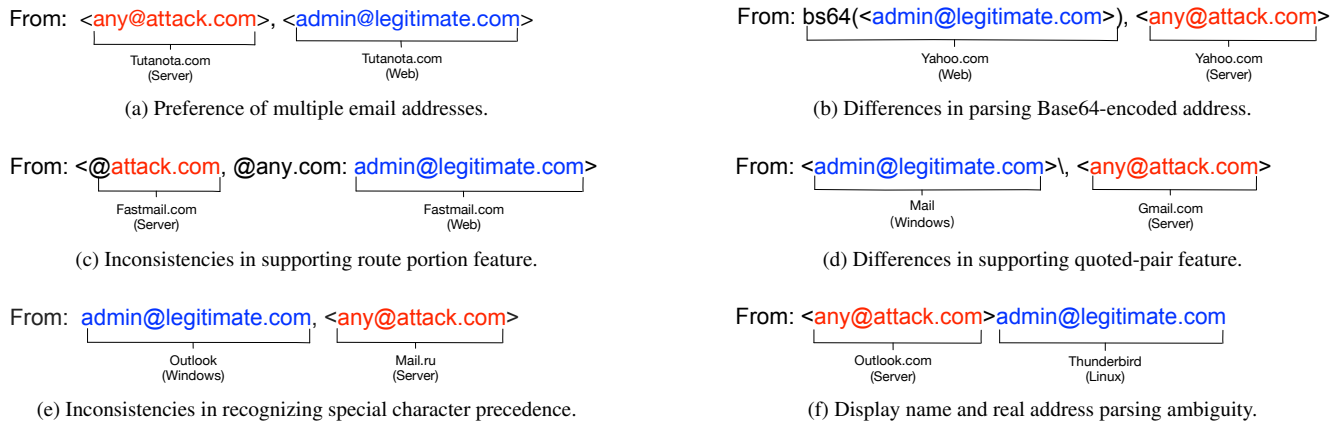 From: <any@attack.com>, <admin@legitimate.com>
Tutanota.com
(Server)
Tutanota.com
(Web)
(a) Preference of multiple email addresses.
From: bs64(<admin@legitimate.com>), <any@attack.com>
Yahoo.com
(Web)
Yahoo.com
(Server)
(b) Differences in parsing Base64-encoded address.
From: <@attack.com, @any.com: admin@legitimate.com>
Fastmail.com
(Server)
Fastmail.com
(Web)
(c) Inconsistencies in supporting route portion feature.
From: <admin@legitimate.com>\, <any@attack.com>
Mail
(Windows)
Gmail.com
(Server)
(d) Differences in supporting quoted-pair feature.
From: admin@legitimate.com, <any@attack.com>
Outlook
(Windows)
Mail.ru
(Server)
(e) Inconsistencies in recognizing special character precedence.
From: <any@attack.com>admin@legitimate.com
Outlook.com
(Server)
Thunderbird
(Linux)
(f) Display name and real address parsing ambiguity.